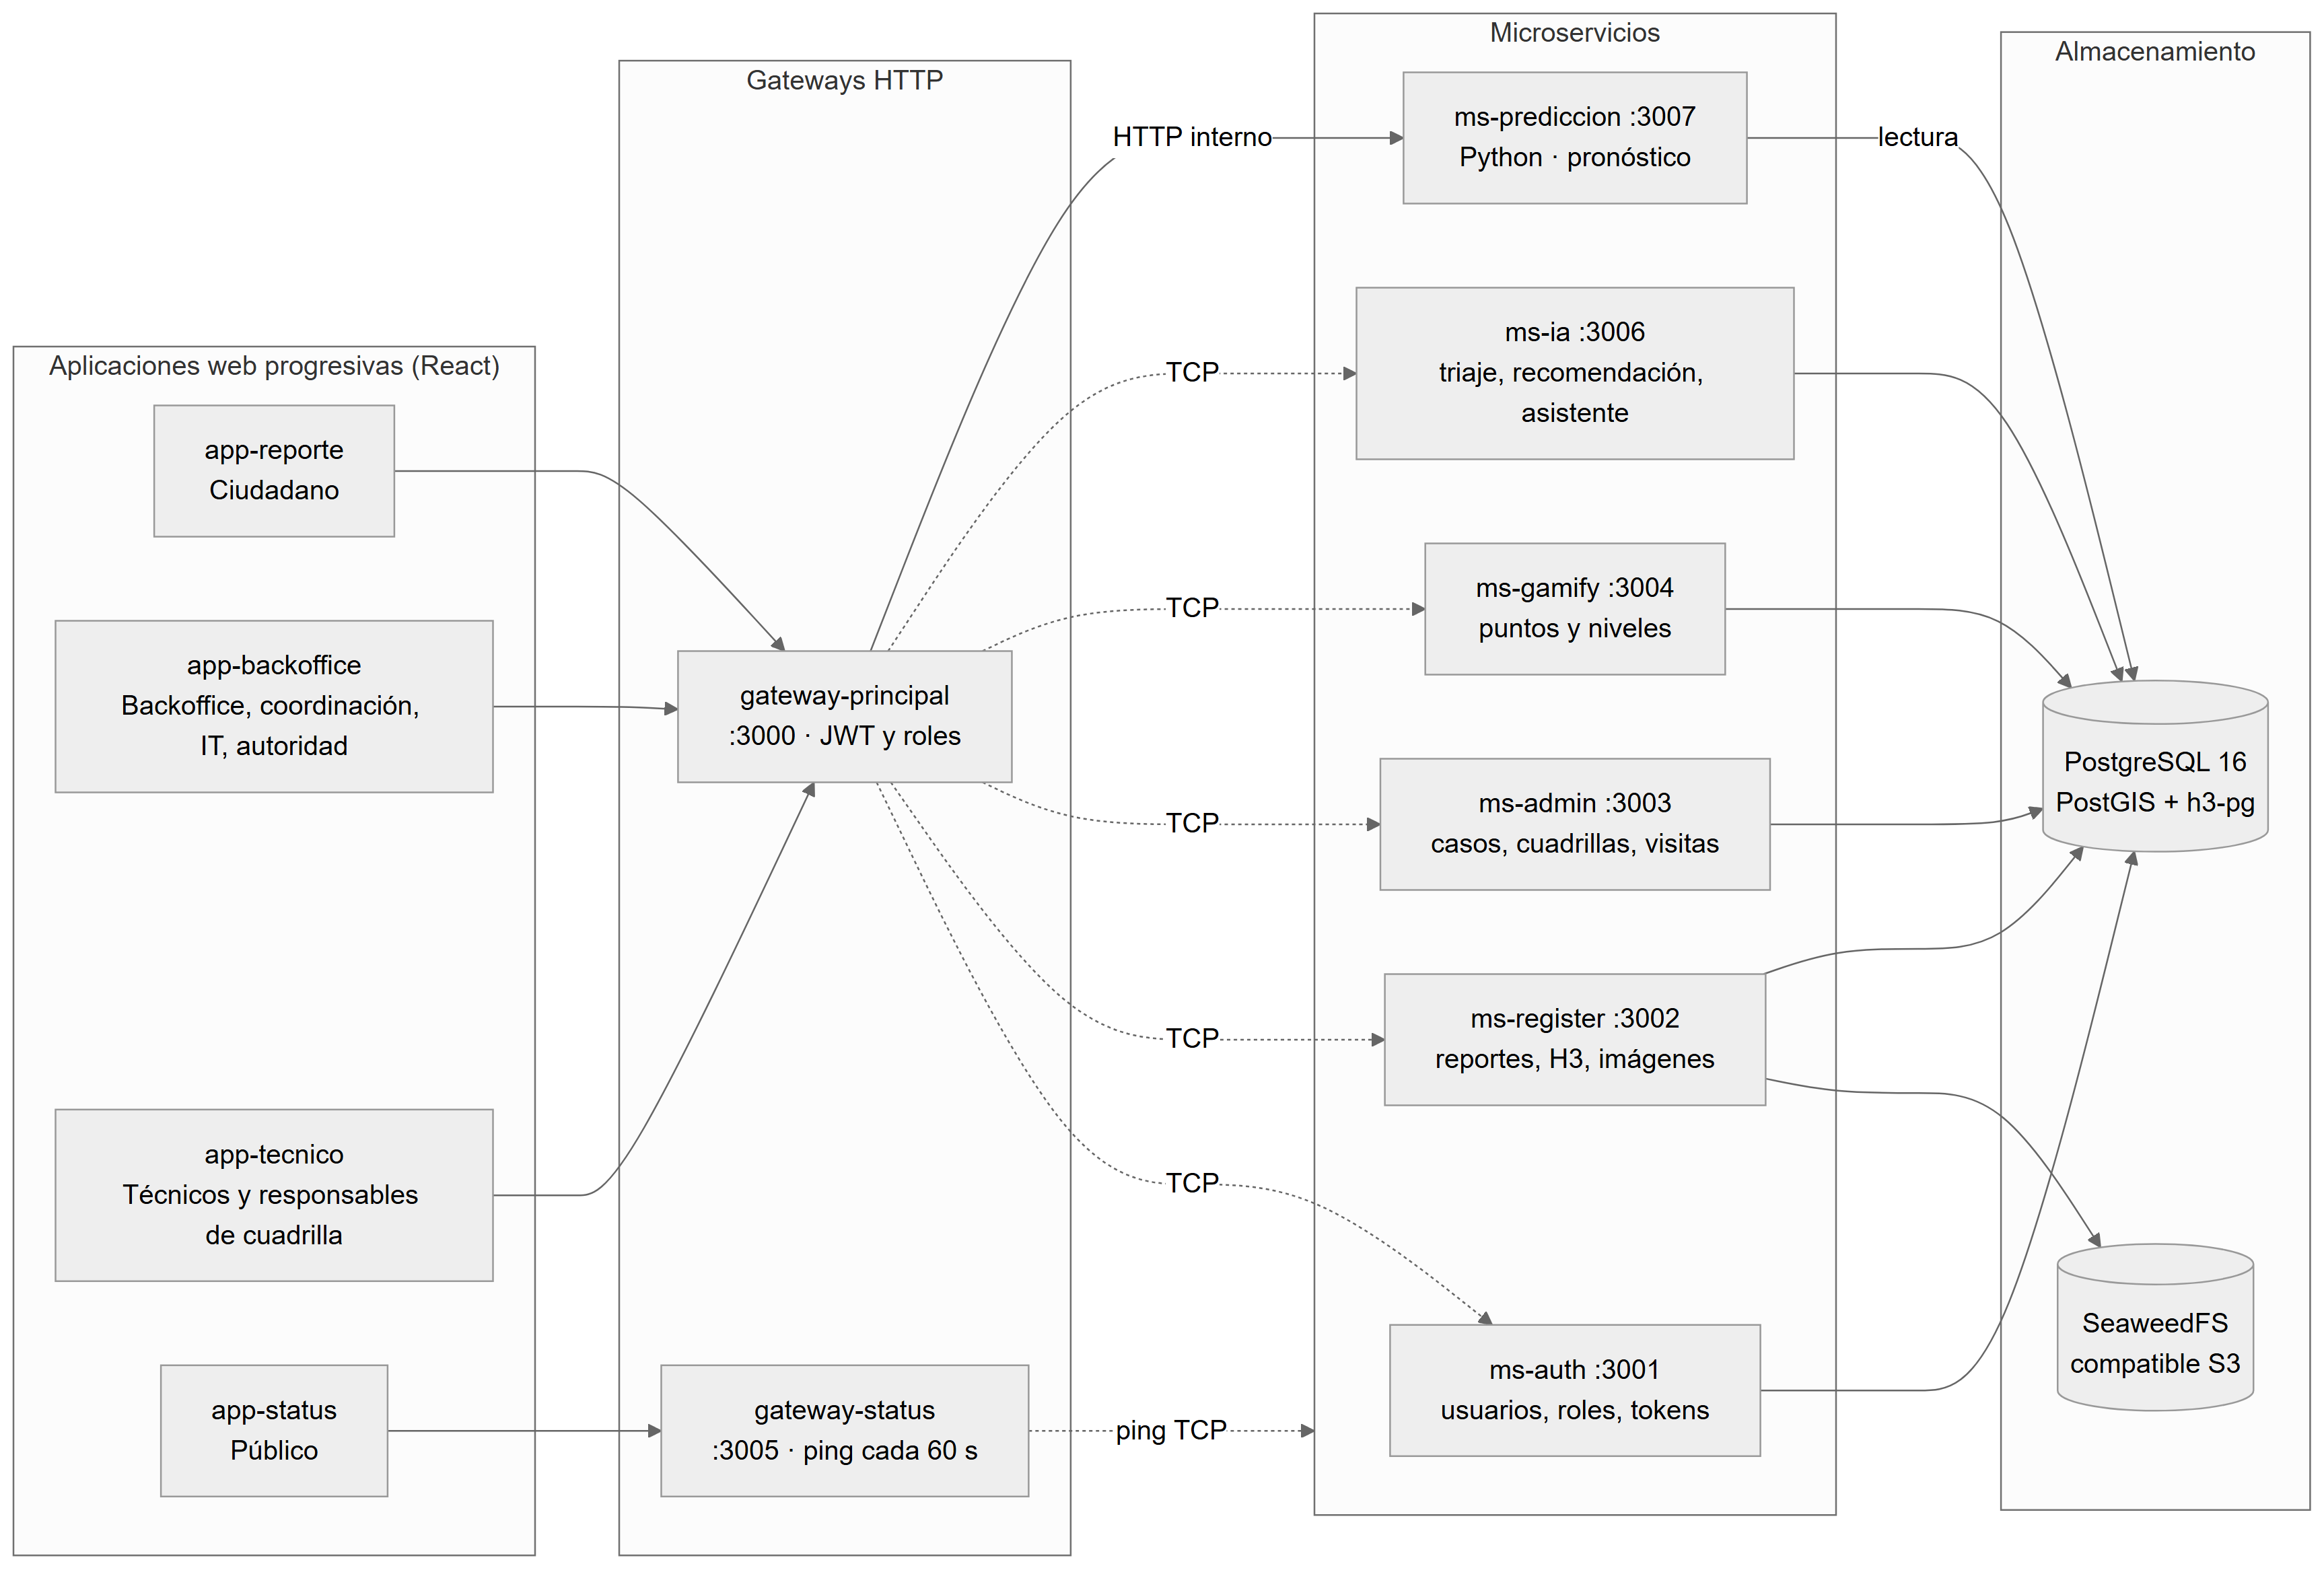 Aplicaciones web progresivas (React)
app-reporte
Ciudadano
app-backoffice
Backoffice, coordinación,
IT, autoridad
app-tecnico
Técnicos y responsables
de cuadrilla
app-status
Público
Gateways HTTP
gateway-principal
:3000 · JWT y roles
gateway-status
:3005 · ping cada 60 s
HTTP interno
TCP
TCP
TCP
TCP
TCP
ping TCP
Microservicios
ms-prediccion :3007
Python · pronóstico
ms-ia :3006
triaje, recomendación,
asistente
ms-gamify :3004
puntos y niveles
ms-admin :3003
casos, cuadrillas, visitas
ms-register :3002
reportes, H3, imágenes
ms-auth :3001
usuarios, roles, tokens
lectura
Almacenamiento
PostgreSQL 16
PostGIS + h3-pg
SeaweedFS
compatible S3